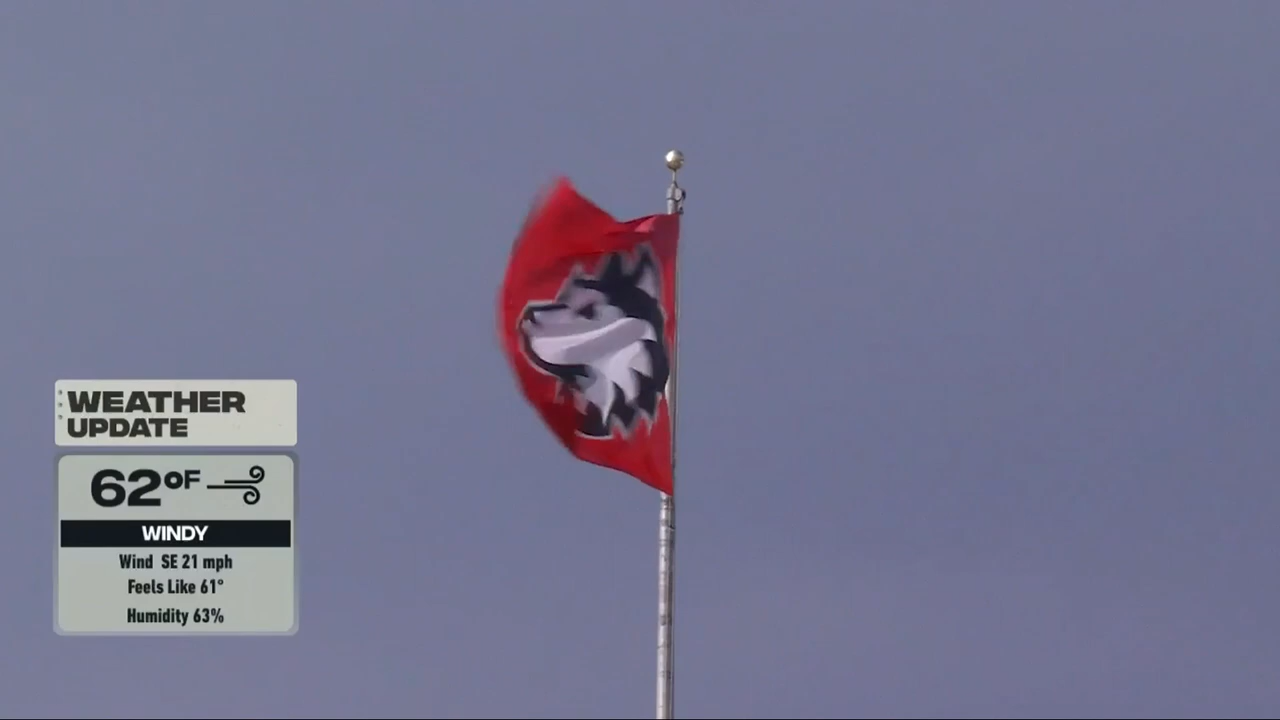 WEATHER
UPDATE
62°F
WINDY
Wind SE 21 mph
Feels Like 61°
Humidity 63%